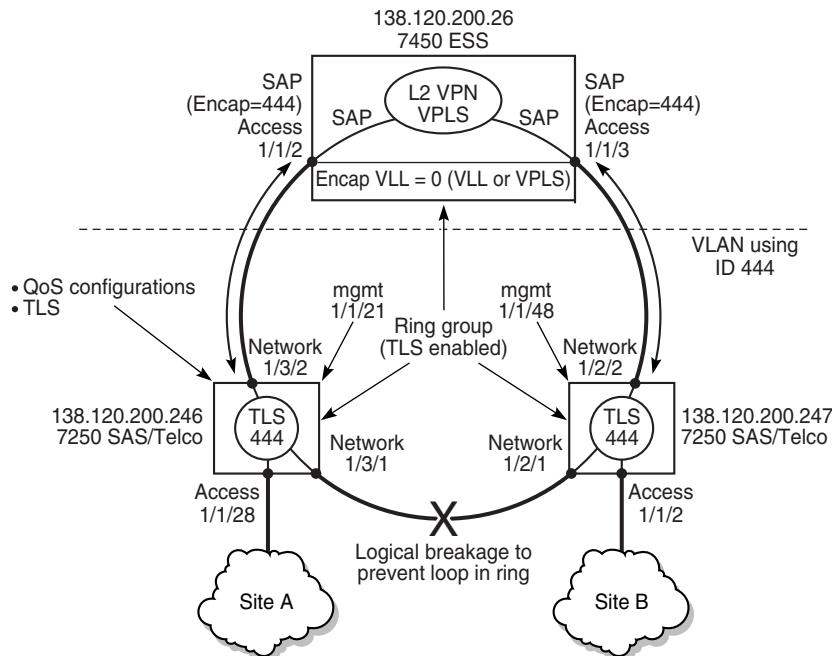 138.120.200.26
7450 ESS
SAP
(Encap=444)
Access
1/1/2
SAP
L2 VPN
VPLS
SAP
SAP
(Encap=444)
Access
1/1/3
Encap VLL = 0 (VLL or VPLS)
VLAN using
ID 444
• QoS configurations
• TLS
mgmt
1/1/21
Ring group
(TLS enabled)
mgmt
1/1/48
Network
1/3/2
Network
1/2/2
138.120.200.246
7250 SAS/Telco
TLS
444
Network
1/3/1
Network
1/2/1
TLS
444
138.120.200.247
7250 SAS/Telco
Access
1/1/28
X
Access
1/1/2
Logical breakage to
prevent loop in ring
Site A
Site B